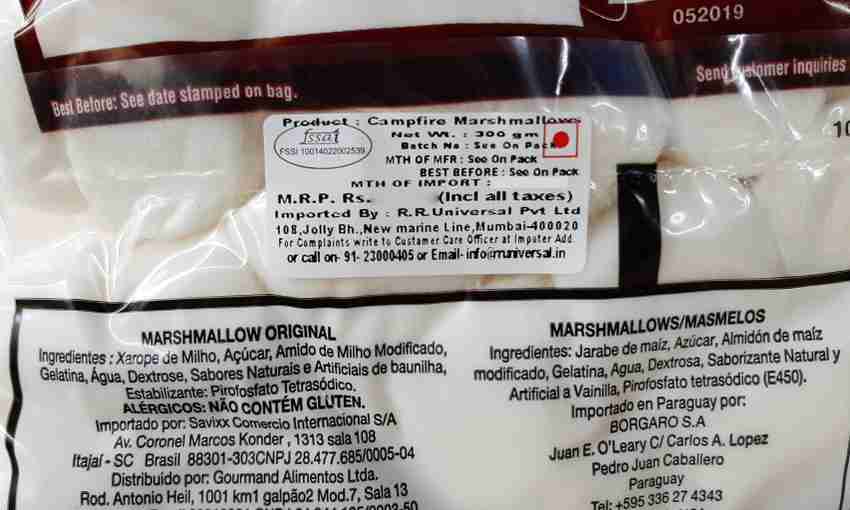 052019
Best Before: See date stamped on bag.
Send customer inquiries
10
Product : Campfire Marshmallows
fssai
FSSI 10014022002539
Net Wt. : 300 gm
Batch No : See On Pack
MTH OF MFR : See On Pack
BEST BEFORE : See On Pack
MTH OF IMPORT :
M.R.P. Rs. (Incl all taxes)
Imported By : R.R.Universal Pvt Ltd
108,Jolly Bh.,New marine Line,Mumbai-400020
For Complaints write to Custamer Care Officer at Imputer Add
or call on- 91- 23000405 or Email- info@rruniversal.in
MARSHMALLOW ORIGINAL
Ingredientes : Xarope de Milho, Açúcar, Amido de Milho Modificado,
Gelatina, Água, Dextrose, Sabores Naturais e Artificiais de baunilha,
Estabilizante: Pirofosfato Tetrasódico.
ALÉRGICOS: NÃO CONTÉM GLUTEN.
Importado por: Savixx Comercio Internacional S/A
Av. Coronel Marcos Konder , 1313 sala 108
Itajaí - SC Brasil 88301-303CNPJ 28.477.685/0005-04
Distribuido por: Gourmand Alimentos Ltda.
Rod. Antonio Heil, 1001 km1 galpão2 Mod.7, Sala 13
MARSHMALLOWS/MASMELOS
Ingredientes: Jarabe de maíz, Azúcar, Almidón de maíz
modificado, Gelatina, Agua, Dextrosa, Saborizante Natural y
Artificial a Vainilla, Pirofosfato tetrasódico (E450).
Importado en Paraguay por:
BORGARO S.A
Juan E. O'Leary C/ Carlos A. Lopez
Pedro Juan Caballero
Paraguay
Tel: +595 336 27 4343